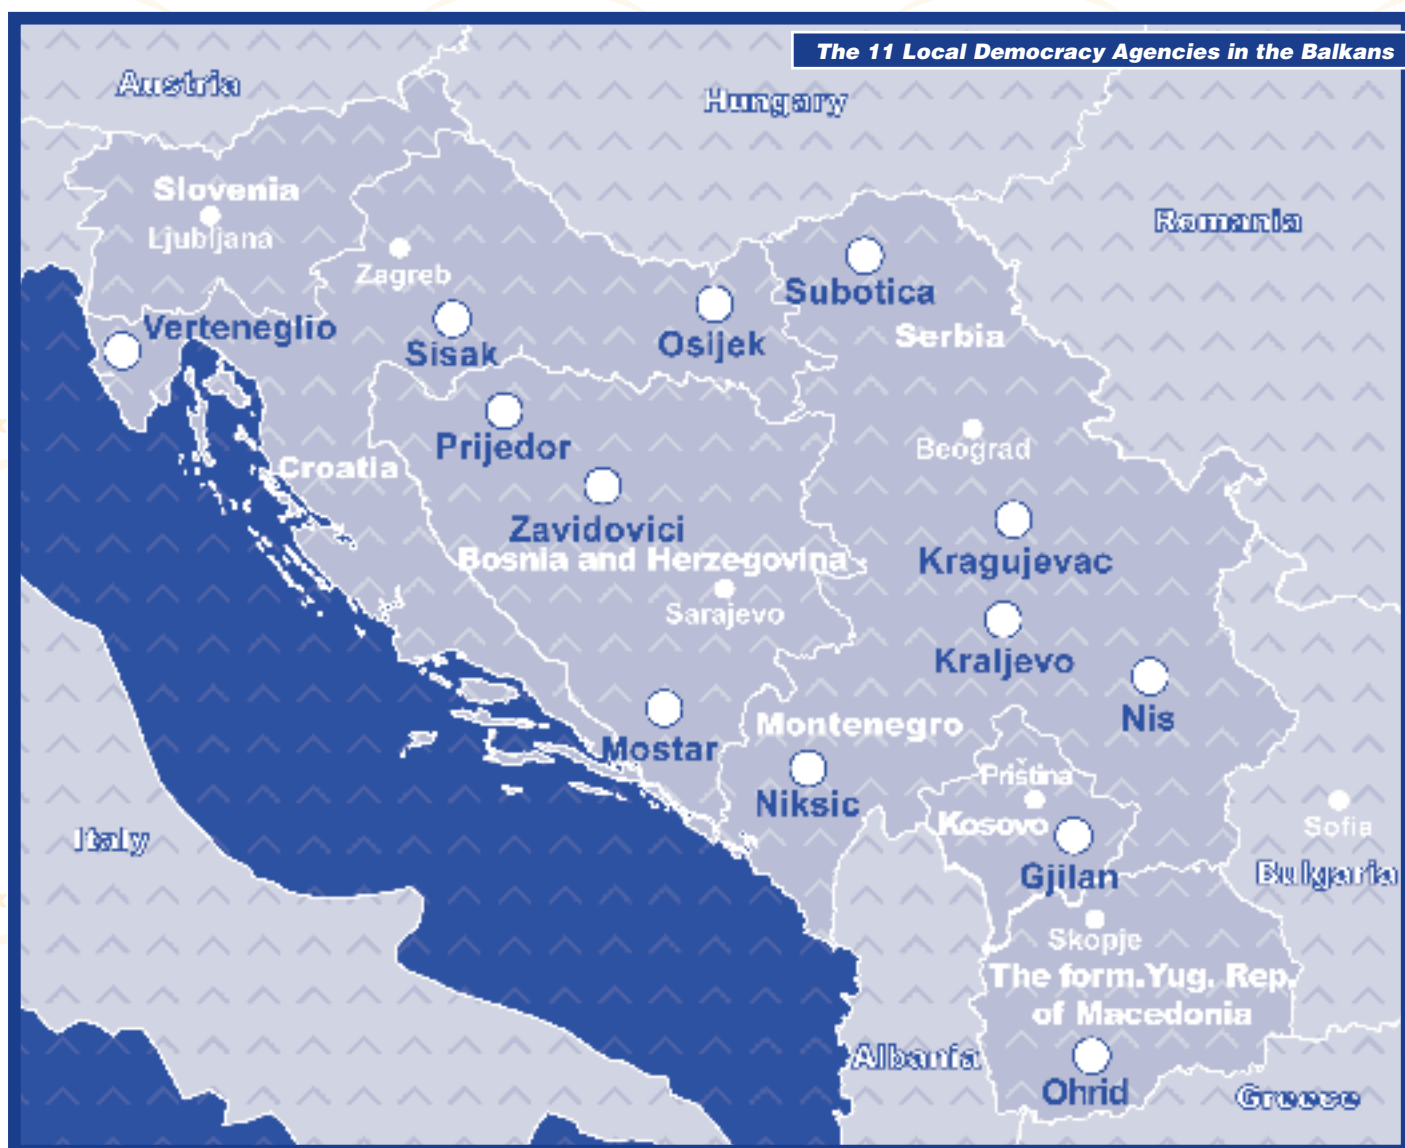 The 11 Local Democracy Agencies in the Balkans
Austria
Hungary
Slovenia
Ljubljana
Romania
Zagreb
Subotica
Verteneglio
Sisak
Osijek
Serbia
Prijedor
Beograd
Croatia
Zavidovici
Bosnia and Herzegovina
Kragujevac
Sarajevo
Kraljevo
Nis
Montenegro
Mostar
Priština
Niksic
Kosovo
Sofia
Italy
Gjilan
Bulgaria
Skopje
The form.Yug. Rep.
of Macedonia
Albania
Ohrid
Greece